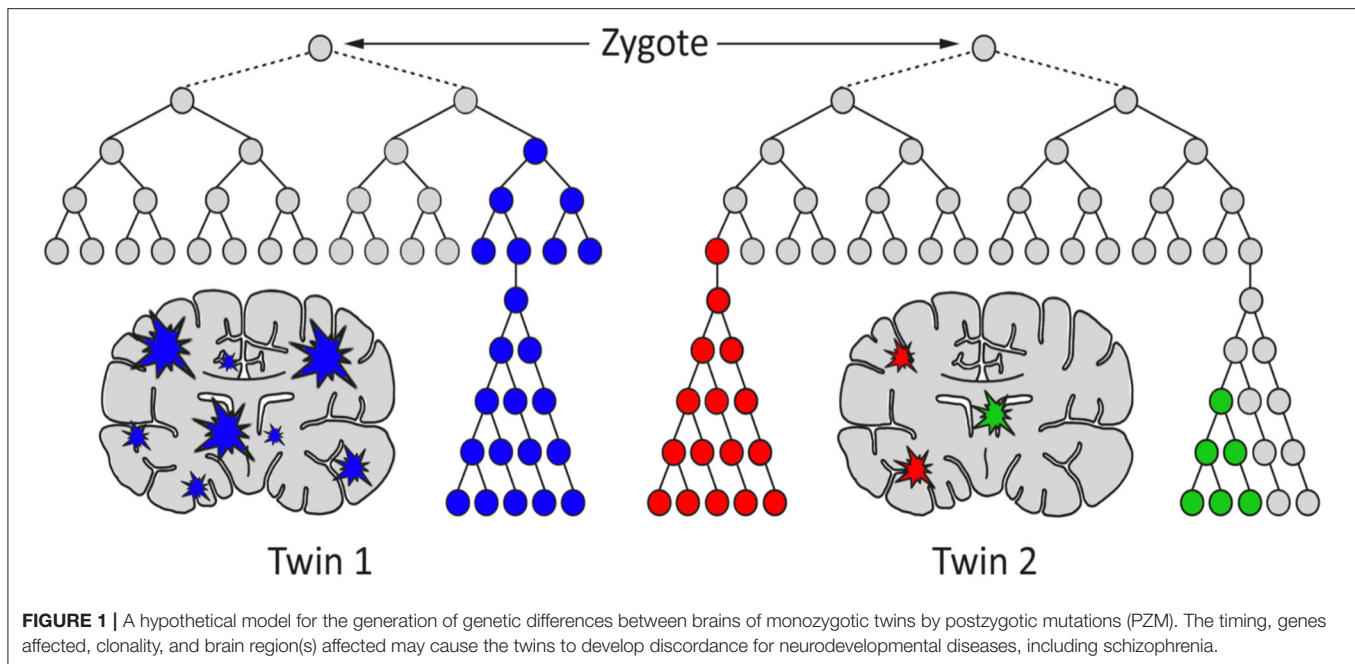 Zygote
Twin 1
Twin 2
FIGURE 1 | A hypothetical model for the generation of genetic differences between brains of monozygotic twins by postzygotic mutations (PZM). The timing, genes
affected, clonality, and brain region(s) affected may cause the twins to develop discordance for neurodevelopmental diseases, including schizophrenia.